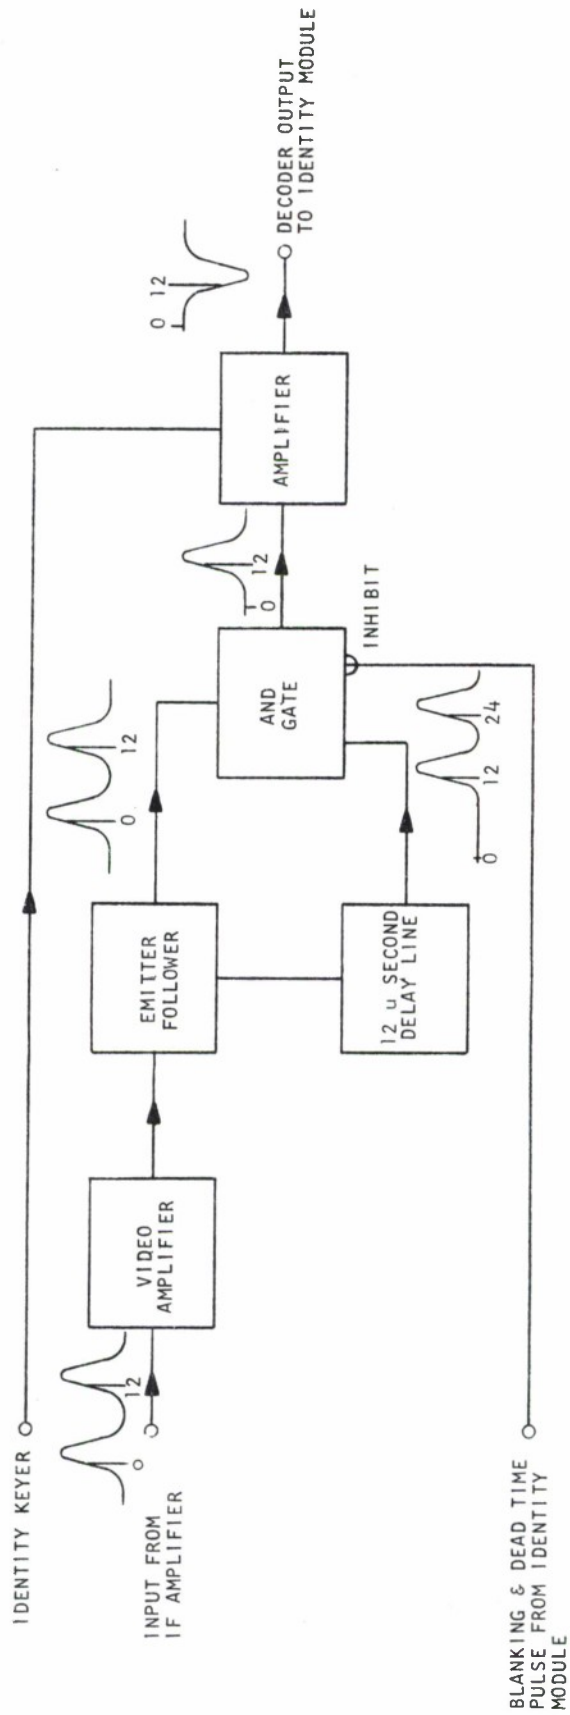 IDENTITY KEYER
INPUT FROM
IF AMPLIFIER
0
12
VIDEO
AMPLIFIER
EMITTER
FOLLOWER
12 u SECOND
DELAY LINE
0
12
0
12
24
AND
GATE
INHIBIT
0
12
AMPLIFIER
0 12
DECODER OUTPUT
TO IDENTITY MODULE
BLANKING & DEAD TIME
PULSE FROM IDENTITY
MODULE